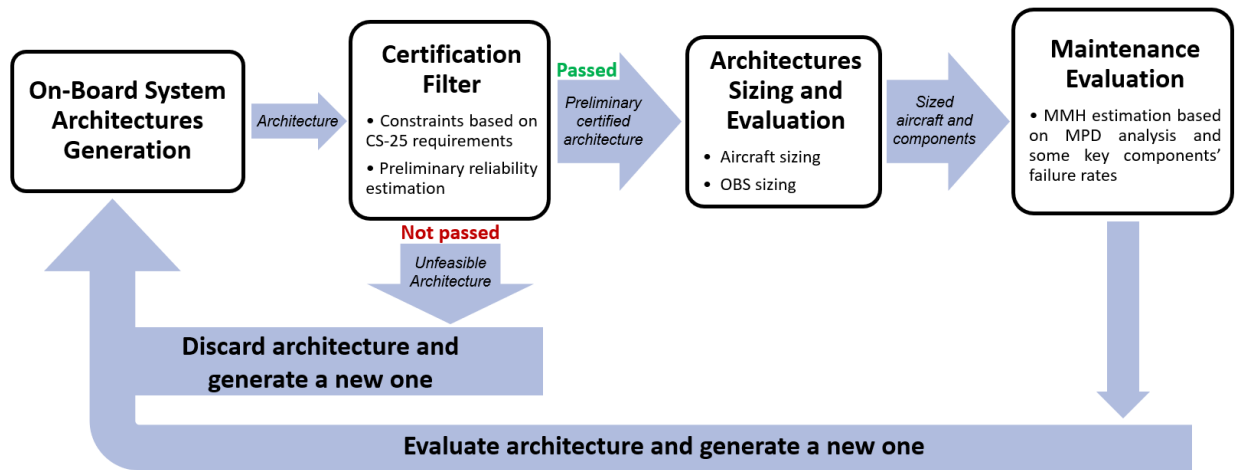 On-Board System
Architectures
Generation
Architecture
Certification
Filter
• Constraints based on
CS-25 requirements
• Preliminary reliability
estimation
Passed
Preliminary
certified
architecture
Not passed
Unfeasible
Architecture
Architectures
Sizing and
Evaluation
• Aircraft sizing
• OBS sizing
Sized
aircraft and
components
Maintenance
Evaluation
• MMH estimation based
on MPD analysis and
some key components'
failure rates
Discard architecture and
generate a new one
Evaluate architecture and generate a new one